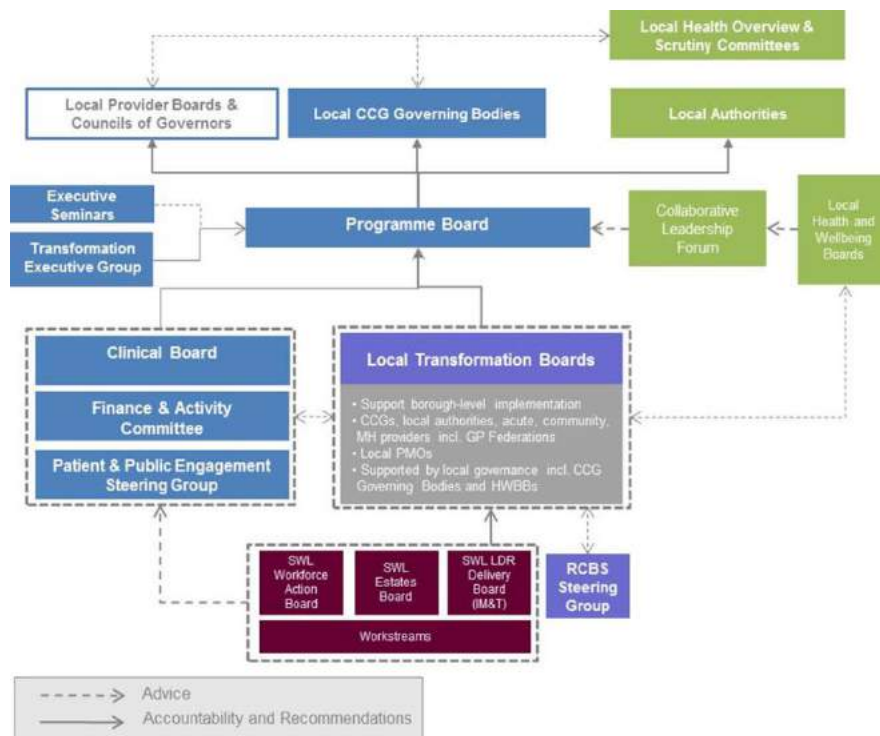 Local Health Overview &
Scrutiny Committees
Local Provider Boards &
Councils of Governors
Local CCG Governing Bodies
Local Authorities
Executive
Seminars
Transformation
Executive Group
Programme Board
Collaborative
Leadership
Forum
Local
Health and
Wellbeing
Boards
Clinical Board
Finance & Activity
Committee
Patient & Public Engagement
Steering Group
Local Transformation Boards
• Support borough-level implementation
• CCGs, local authorities, acute, community,
MH providers incl. GP Federations
• Local PMOs
• Supported by local governance incl. CCG
Governing Bodies and HWBBs
SWL
Workforce
Action
Board
SWL
Estates
Board
SWL LDR
Delivery
Board
(IM&T)
Workstreams
RCBS
Steering
Group
Advice
Accountability and Recommendations